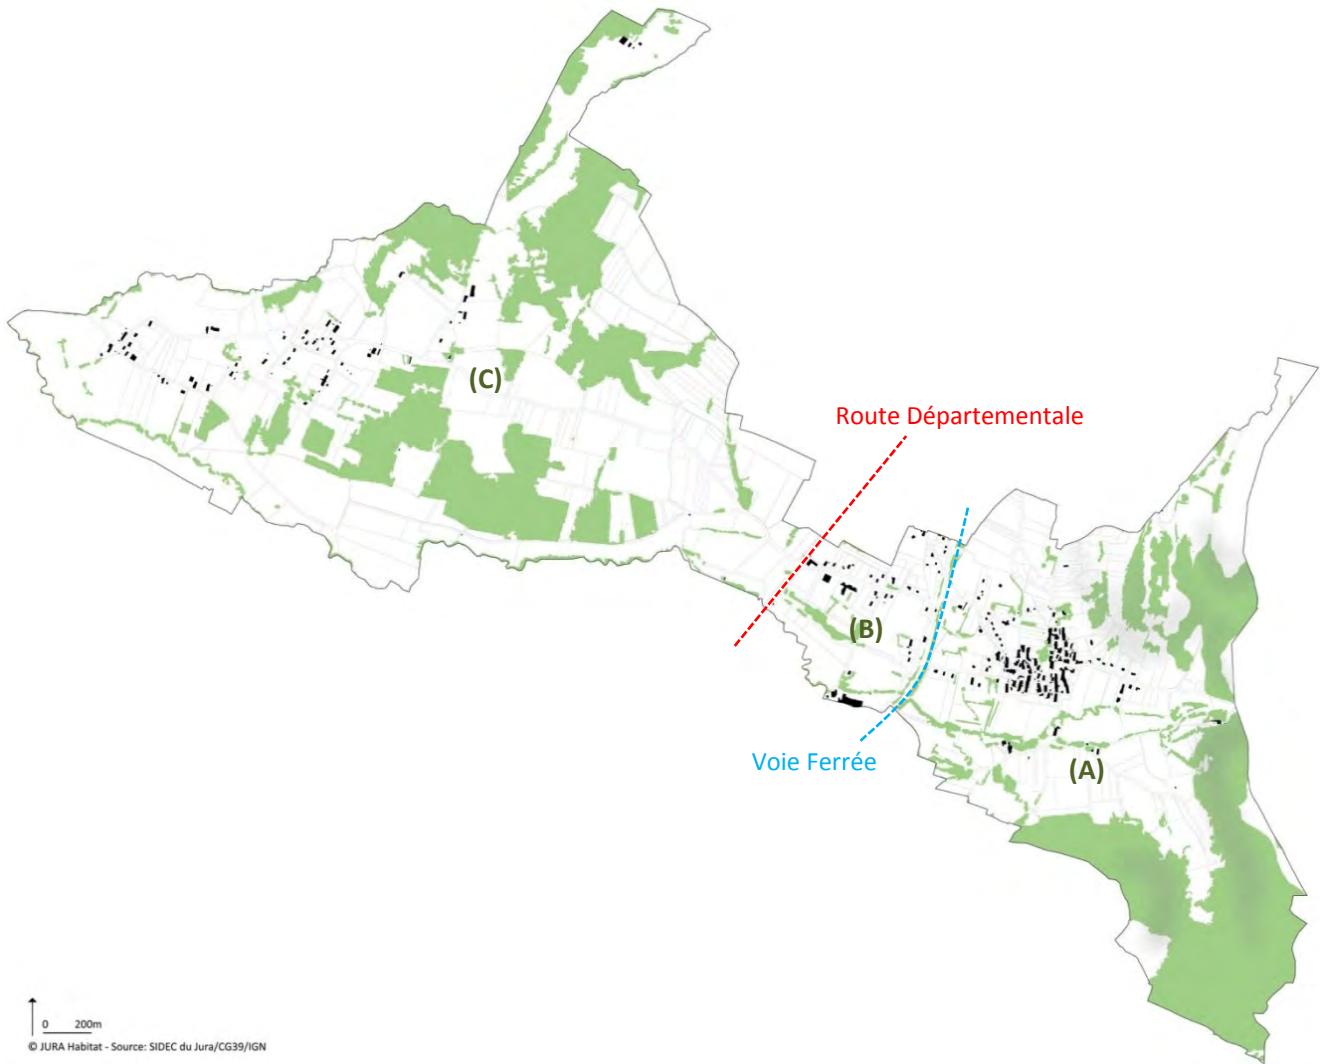 (C)
Route Départementale
(B)
Voie Ferrée
(A)
0 200m
© JURA Habitat - Source: SIDEC du Jura/CG39/IGN